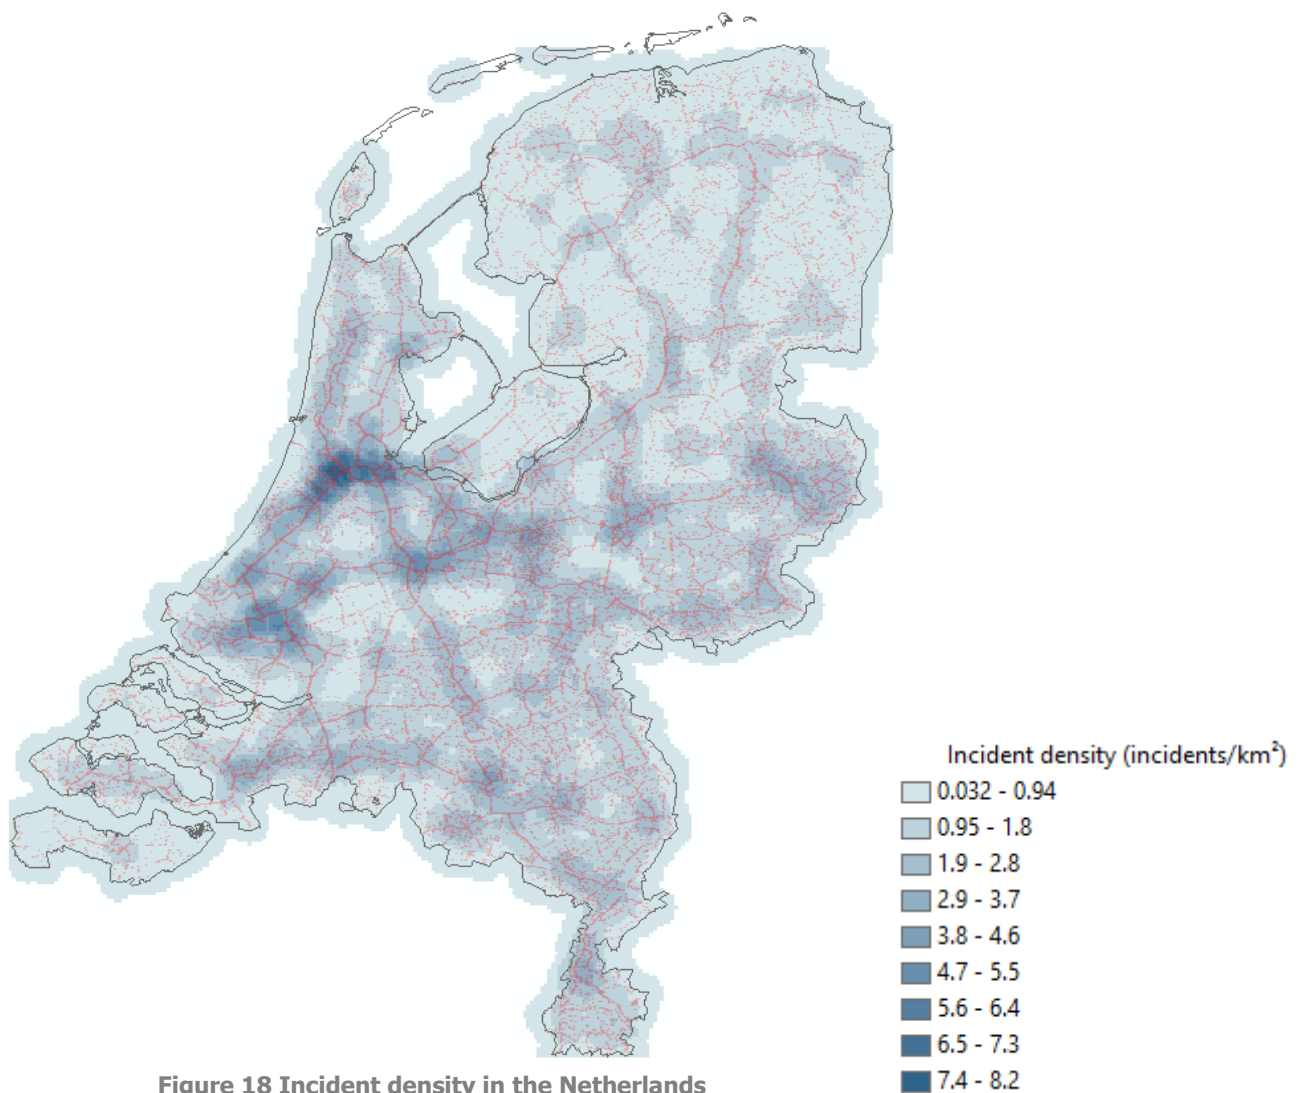 Incident density (incidents/km²)
0.032 - 0.94
0.95 - 1.8
1.9 - 2.8
2.9 - 3.7
3.8 - 4.6
4.7 - 5.5
5.6 - 6.4
6.5 - 7.3
7.4 - 8.2
Figure 18 Incident density in the Netherlands